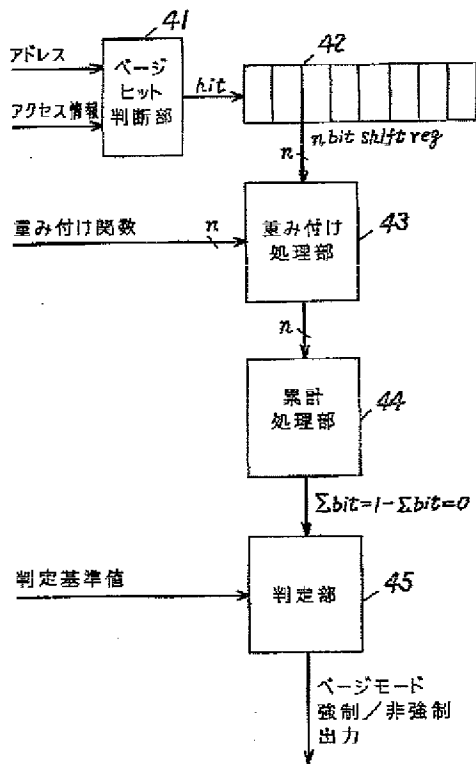 41
アドレス
ページ
ヒット
判断部
アクセス情報
hit
42
n bit shift reg
n
重み付け関数
n
重み付け
処理部
43
n
累計
処理部
44
Σbit=1-Σbit=0
判定基準値
判定部
45
ページモード
強制/非強制
出力